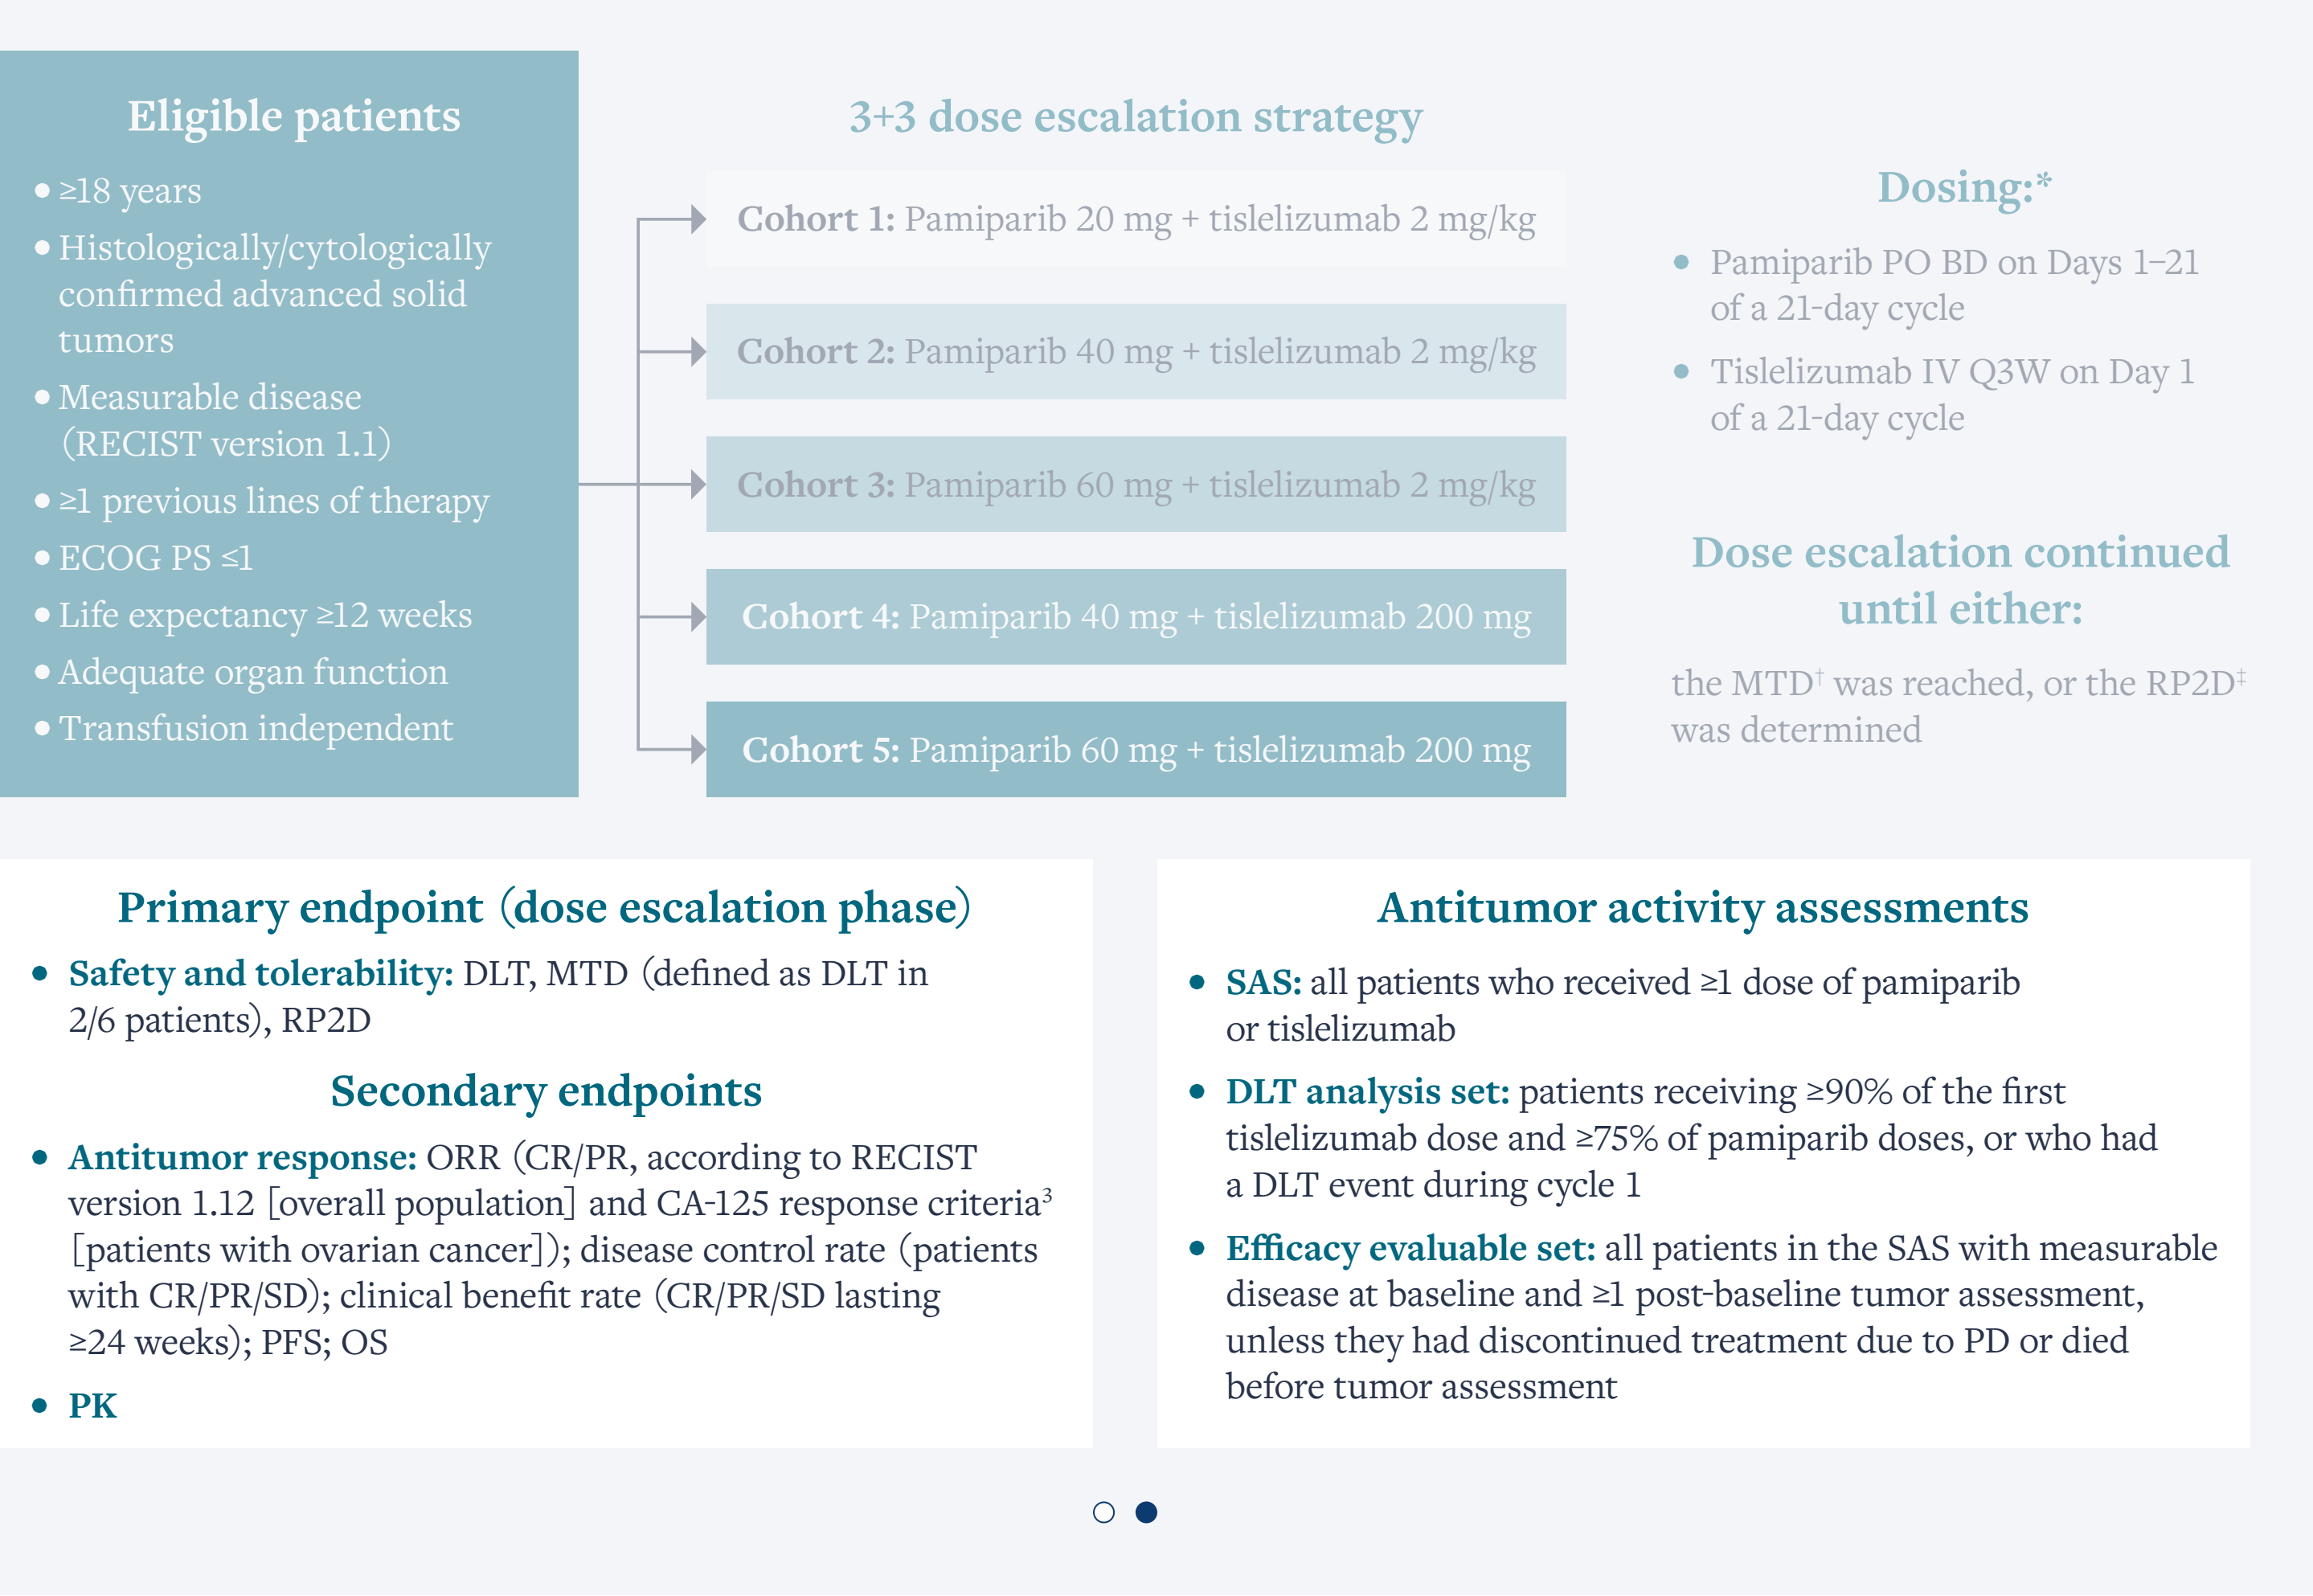 Eligible patients
• ≥18 years
• Histologically/cytologically
confirmed advanced solid
tumors
• Measurable disease
(RECIST version 1.1)
• ≥1 previous lines of therapy
• ECOG PS ≤1
• Life expectancy ≥12 weeks
• Adequate organ function
• Transfusion independent
3+3 dose escalation strategy
Cohort 1: Pamiparib 20 mg + tislelizumab 2 mg/kg
Cohort 2: Pamiparib 40 mg + tislelizumab 2 mg/kg
Cohort 3: Pamiparib 60 mg + tislelizumab 2 mg/kg
Cohort 4: Pamiparib 40 mg + tislelizumab 200 mg
Cohort 5: Pamiparib 60 mg + tislelizumab 200 mg
Dosing:*
• Pamiparib PO BD on Days 1–21
of a 21-day cycle
• Tislelizumab IV Q3W on Day 1
of a 21-day cycle
Dose escalation continued
until either:
the MTD† was reached, or the RP2D‡
was determined
Primary endpoint (dose escalation phase)
• Safety and tolerability: DLT, MTD (defined as DLT in
2/6 patients), RP2D
Secondary endpoints
• Antitumor response: ORR (CR/PR, according to RECIST
version 1.12 [overall population] and CA-125 response criteria³
[patients with ovarian cancer]); disease control rate (patients
with CR/PR/SD); clinical benefit rate (CR/PR/SD lasting
≥24 weeks); PFS; OS
• PK
Antitumor activity assessments
• SAS: all patients who received ≥1 dose of pamiparib
or tislelizumab
• DLT analysis set: patients receiving ≥90% of the first
tislelizumab dose and ≥75% of pamiparib doses, or who had
a DLT event during cycle 1
• Efficacy evaluable set: all patients in the SAS with measurable
disease at baseline and ≥1 post-baseline tumor assessment,
unless they had discontinued treatment due to PD or died
before tumor assessment